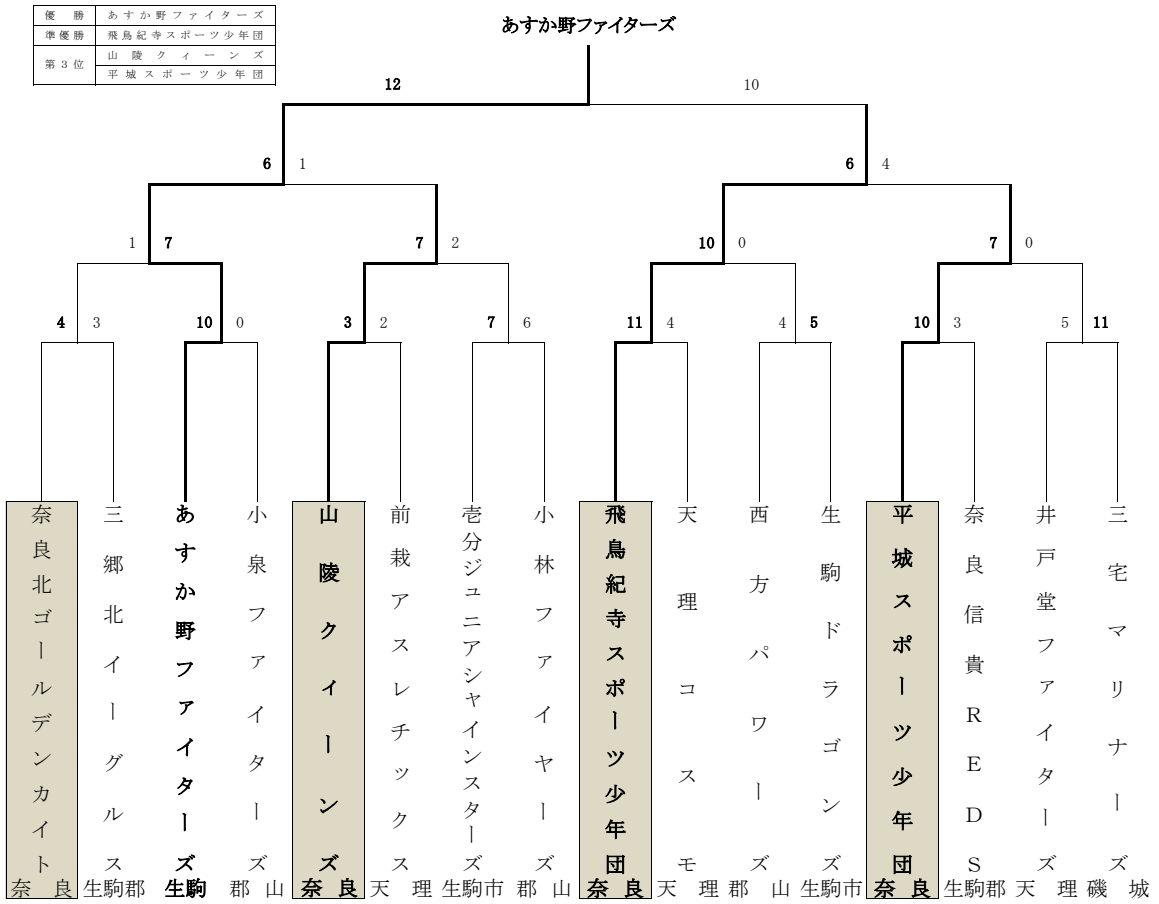 優勝 あすか野ファイターズ
準優勝 飛鳥紀寺スポーツ少年団
第3位 山陵クィーンズ
平城スポーツ少年団
あすか野ファイターズ
12 10
6 1 6 4
1 7 7 2 10 0 7 0
4 3 10 0 3 2 7 6 11 4 4 5 10 3 5 11
奈良北ゴールデンカイト
三郷北イーグルス
あすか野ファイターズ
小泉ファイターズ
山陵クィーンズ
前栽アスレチックス
壱分ジュニアシャインスターズ
小林ファイヤーズ
飛鳥紀寺スポーツ少年団
天理コスモ
西方パワーズ
生駒ドラゴンズ
平城スポーツ少年団
奈良信貴REDS
井戸堂ファイターズ
三宅マリナーズ
奈良 生駒郡 生駒 郡山 奈良 天理 生駒市 郡山 奈良 天理 郡山 生駒市 奈良 生駒郡 天理 磯城